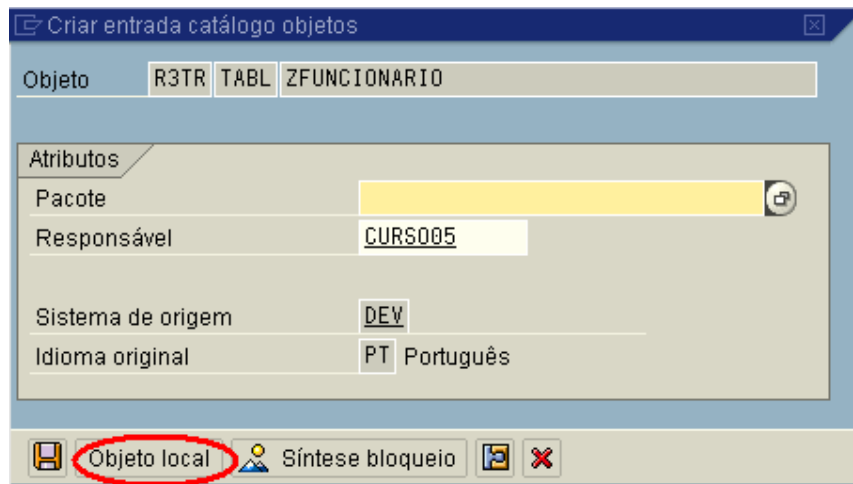 Criar entrada catálogo objetos
Objeto R3TR TABL ZFUNCIONARIO
Atributos
Pacote
Responsável CURSO05
Sistema de origem DEV
Idioma original PT Português
Objeto local Síntese bloqueio